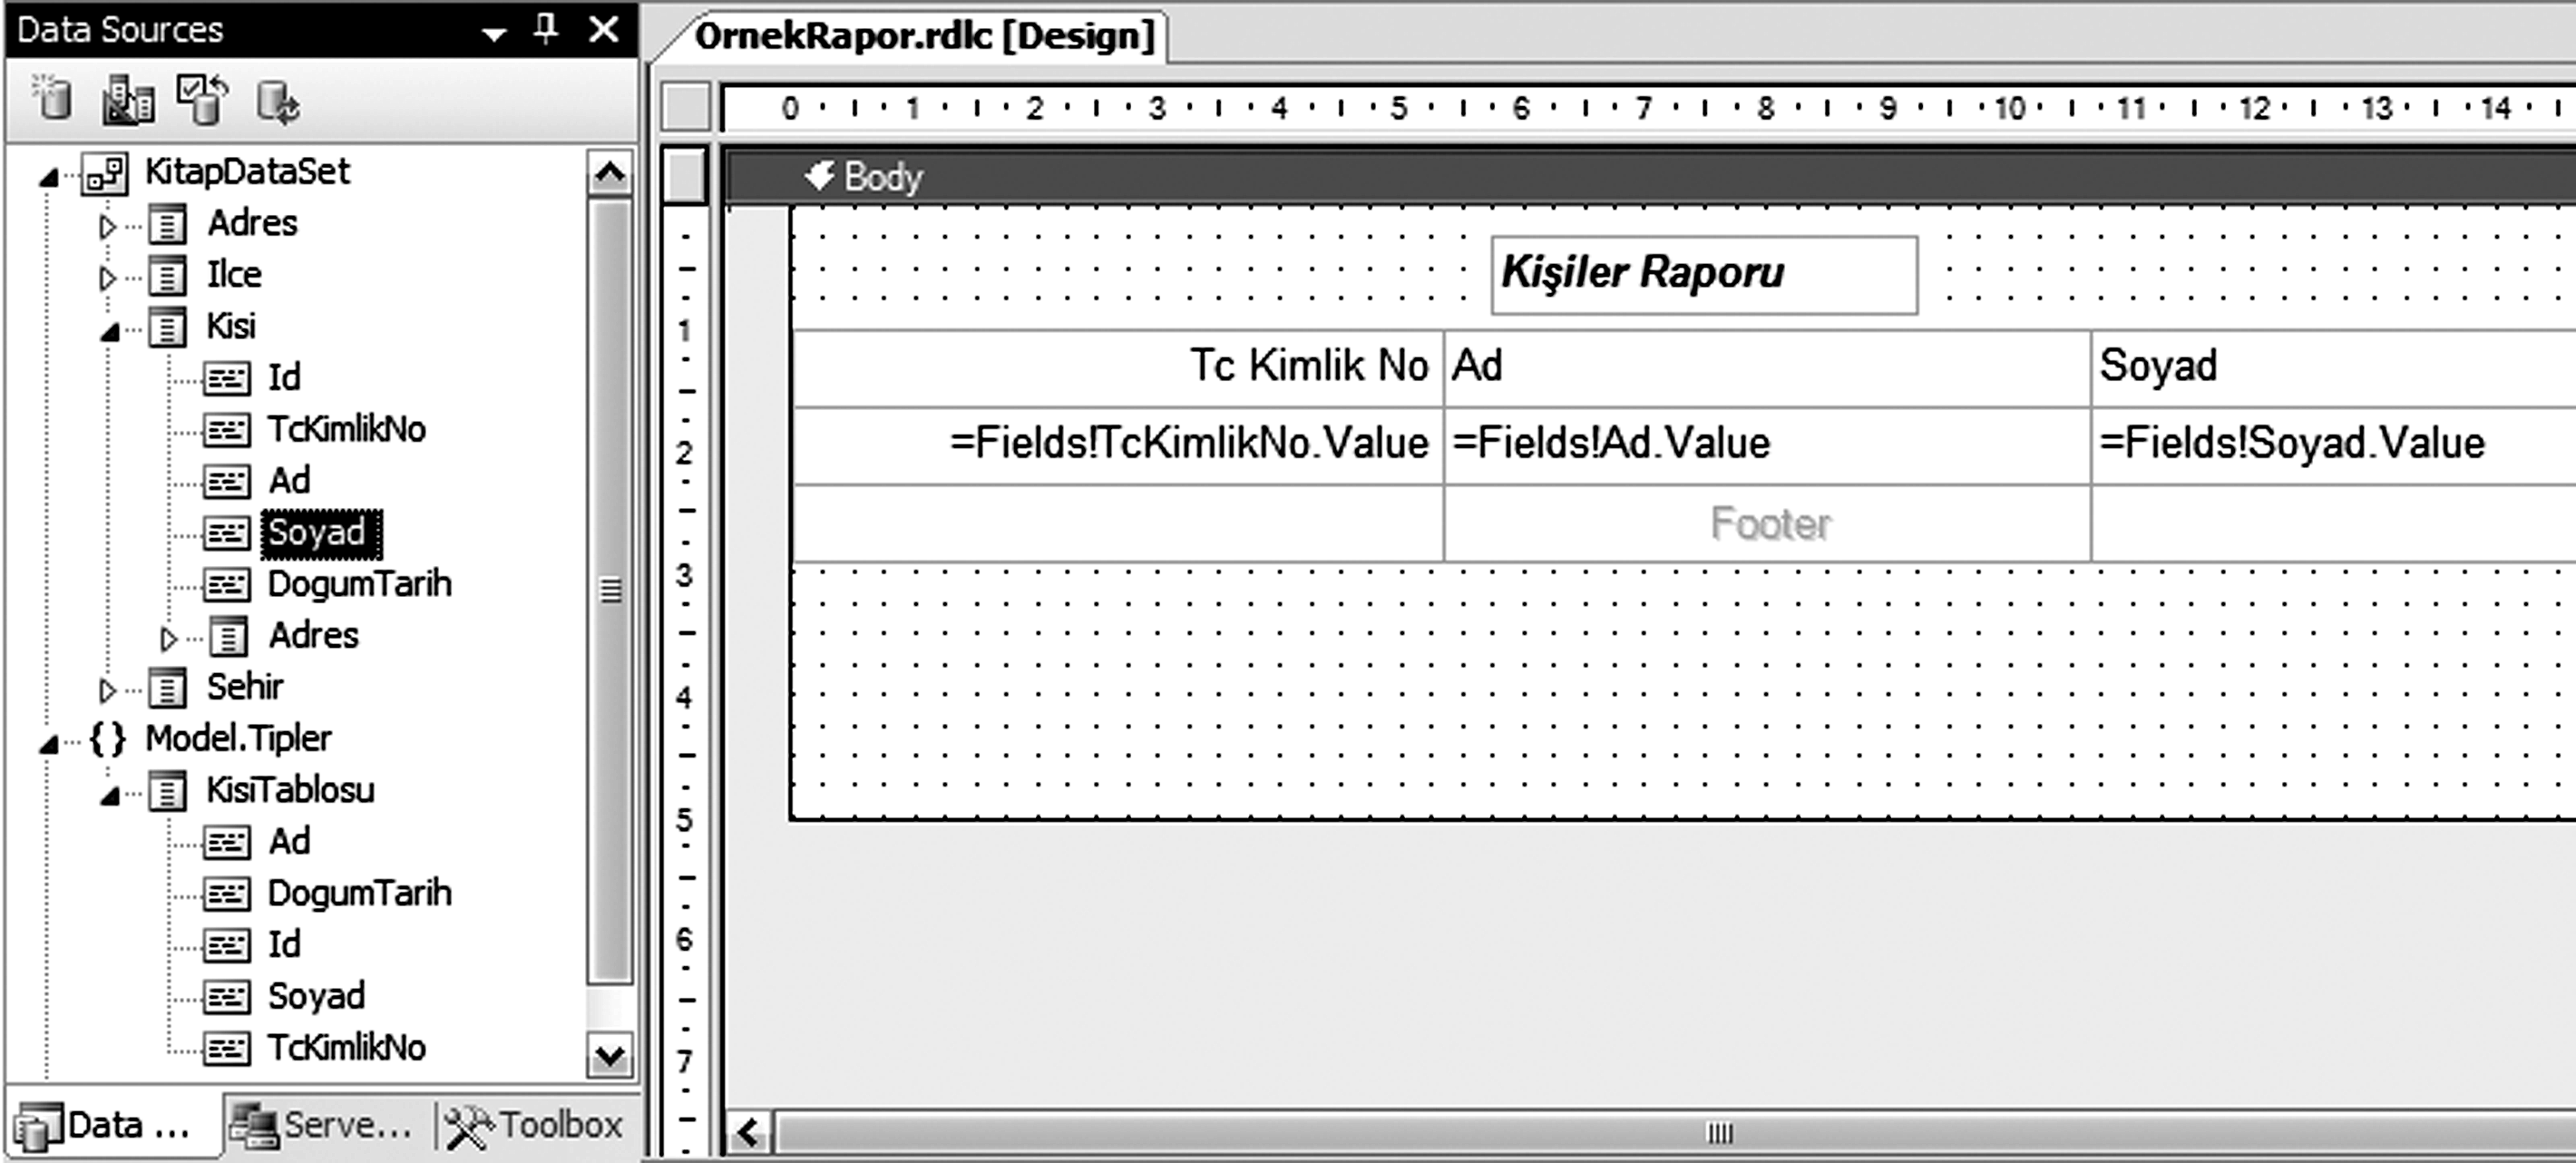 Data Sources
KitapDataSet
Adres
Ilce
Kisi
Id
TcKimlikNo
Ad
Soyad
DogumTarih
Adres
Sehir
{} Model.Tipler
KisiTablosu
Ad
DogumTarih
Id
Soyad
TcKimlikNo
Data ... Serve... Toolbox
OrnekRapor.rdlc [Design]
0 1 2 3 4 5 6 7 8 9 10 11 12 13 14
Body
Kişiler Raporu
Tc Kimlik No Ad Soyad
=Fields!TcKimlikNo.Value =Fields!Ad.Value =Fields!Soyad.Value
Footer
1
2
3
4
5
6
7